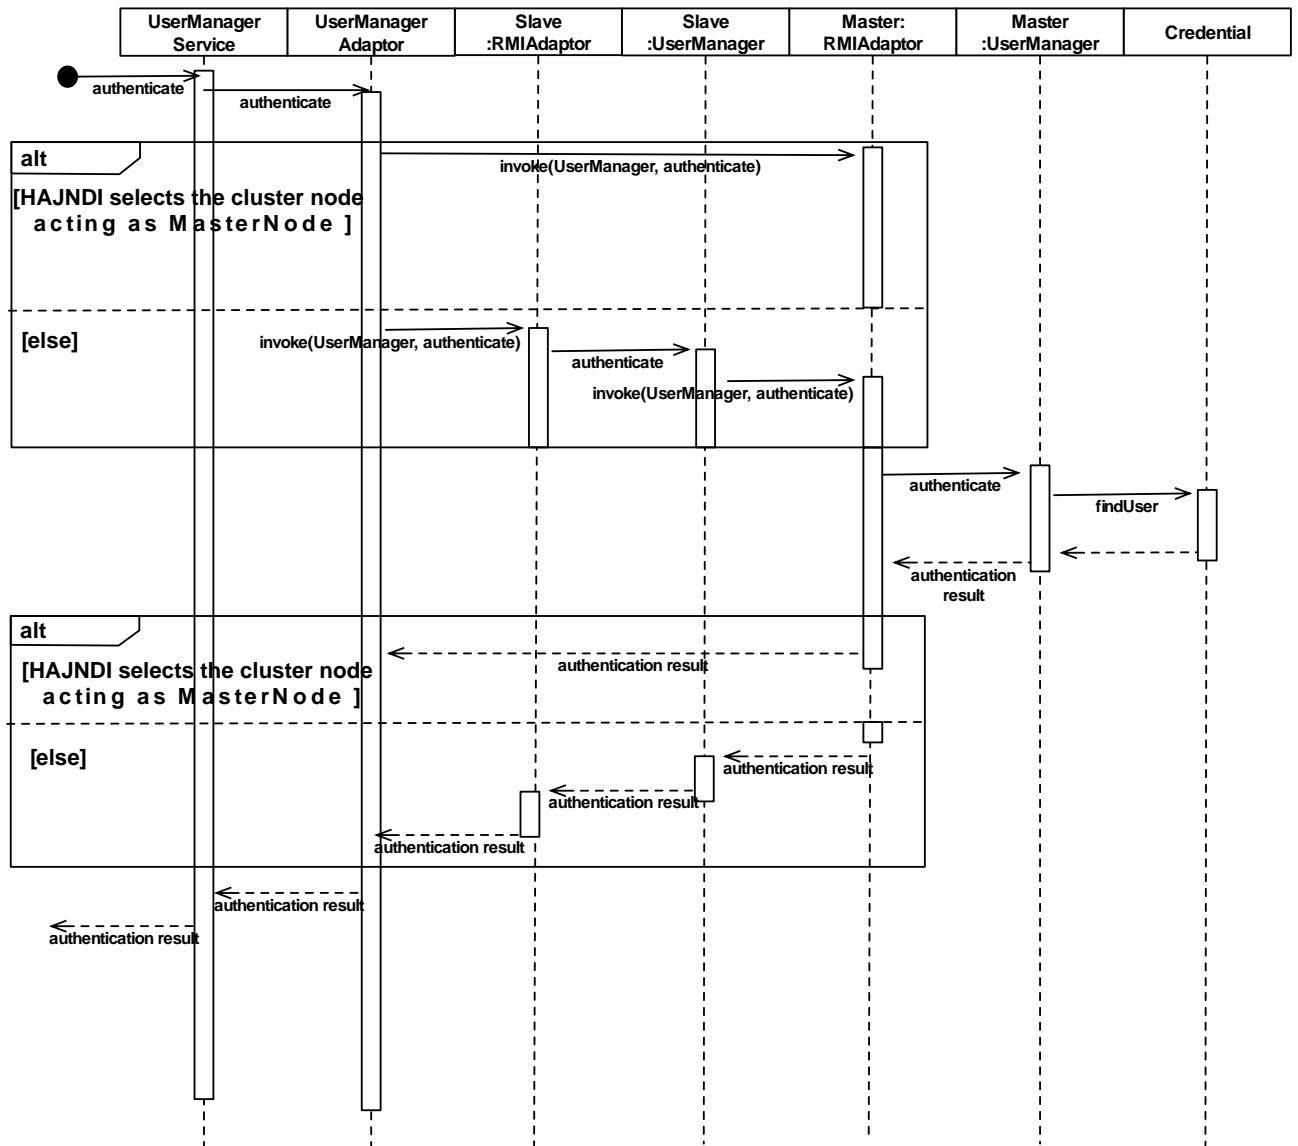 UserManager
Service
UserManager
Adaptor
Slave
:RMIAdaptor
Slave
:UserManager
Master:
RMIAdaptor
Master
:UserManager
Credential
authenticate
authenticate
alt
invoke(UserManager, authenticate)
[HAJNDI selects the cluster node
acting as MasterNode ]
[else]
invoke(UserManager, authenticate)
authenticate
invoke(UserManager, authenticate)
authenticate
findUser
authentication
result
alt
authentication result
[HAJNDI selects the cluster node
acting as MasterNode ]
[else]
authentication result
authentication result
authentication result
authentication result
authentication result